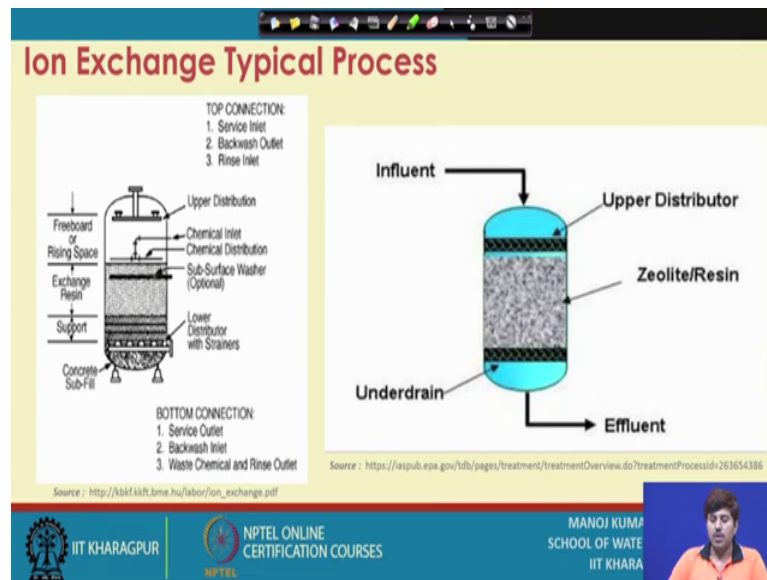 Ion Exchange Typical Process
TOP CONNECTION:
1. Service Inlet
2. Backwash Outlet
3. Rinse Inlet
Upper Distribution
Freeboard
or
Rising Space
Chemical Inlet
Chemical Distribution
Sub-Surface Washer
(Optional)
Exchange
Resin
Support
Lower
Distributor
with Strainers
Concrete
Sub-Fill
BOTTOM CONNECTION:
1. Service Outlet
2. Backwash Inlet
3. Waste Chemical and Rinse Outlet
Source : http://kbkf.kkft.bme.hu/labor/ion_exchange.pdf
Influent
Upper Distributor
Zeolite/Resin
Underdrain
Effluent
Source : https://iaspub.epa.gov/tdb/pages/treatment/treatmentOverview.do?treatmentProcessId=263654386
IIT KHARAGPUR
NPTEL
NPTEL ONLINE
CERTIFICATION COURSES
MANOJ KUMA
SCHOOL OF WATE
IIT KHARA